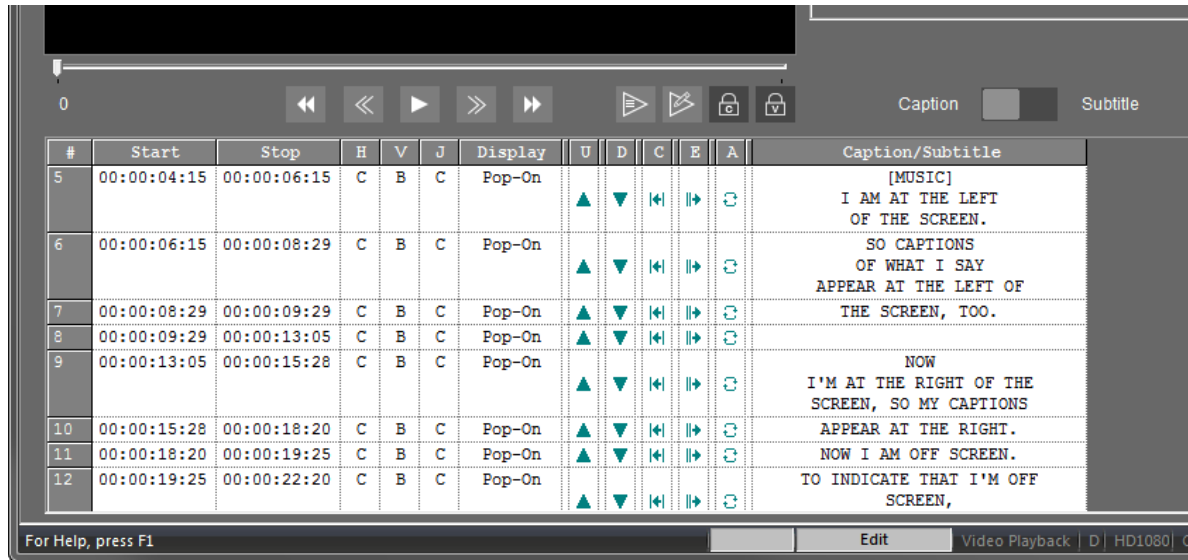 0
C V
Caption Subtitle
# Start Stop H V J Display U D C E A Caption/Subtitle
5 00:00:04:15 00:00:06:15 C B C Pop-On [MUSIC]
I AM AT THE LEFT
OF THE SCREEN.
6 00:00:06:15 00:00:08:29 C B C Pop-On SO CAPTIONS
OF WHAT I SAY
APPEAR AT THE LEFT OF
7 00:00:08:29 00:00:09:29 C B C Pop-On THE SCREEN, TOO.
8 00:00:09:29 00:00:13:05 C B C Pop-On
9 00:00:13:05 00:00:15:28 C B C Pop-On NOW
I'M AT THE RIGHT OF THE
SCREEN, SO MY CAPTIONS
10 00:00:15:28 00:00:18:20 C B C Pop-On APPEAR AT THE RIGHT.
11 00:00:18:20 00:00:19:25 C B C Pop-On NOW I AM OFF SCREEN.
12 00:00:19:25 00:00:22:20 C B C Pop-On TO INDICATE THAT I'M OFF
SCREEN,
For Help, press F1 Edit Video Playback D HD1080